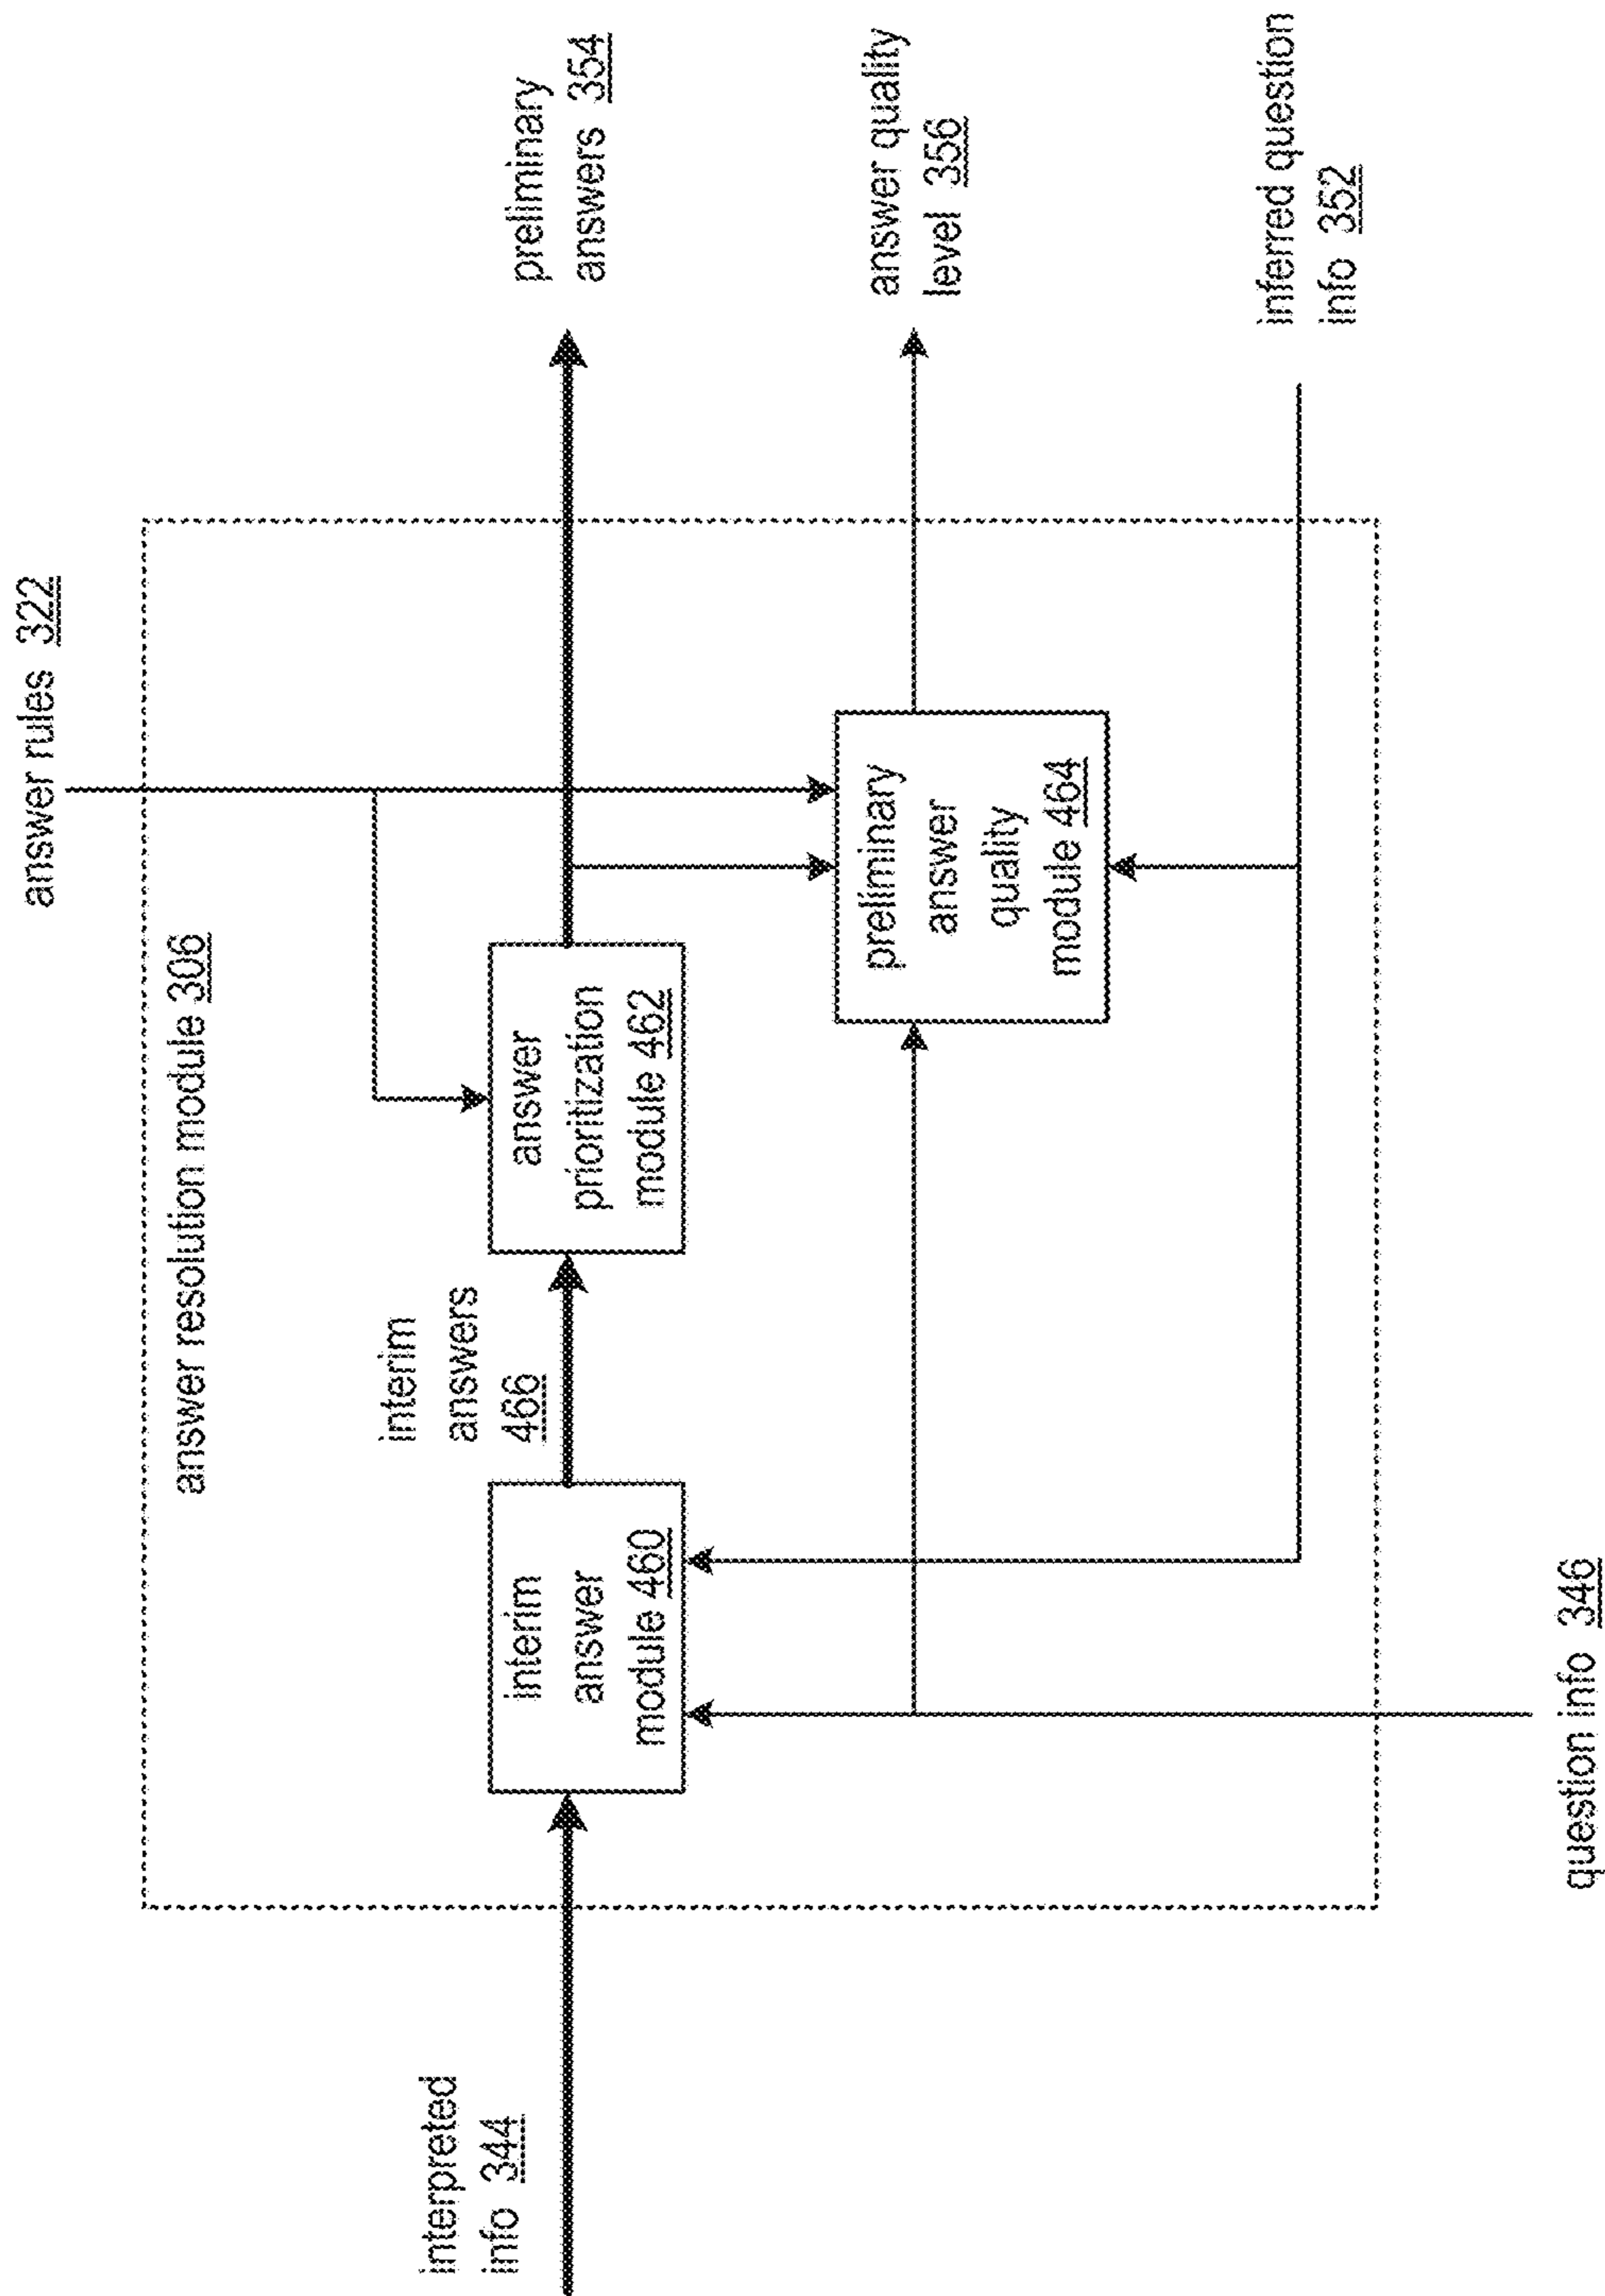 answer rules 322
answer resolution module 306
interpreted
info 344
interim
answer
module 460
interim
answers
466
answer
prioritization
module 462
preliminary
answers 354
preliminary
answer
quality
module 464
answer quality
level 356
inferred question
info 352
question info 346